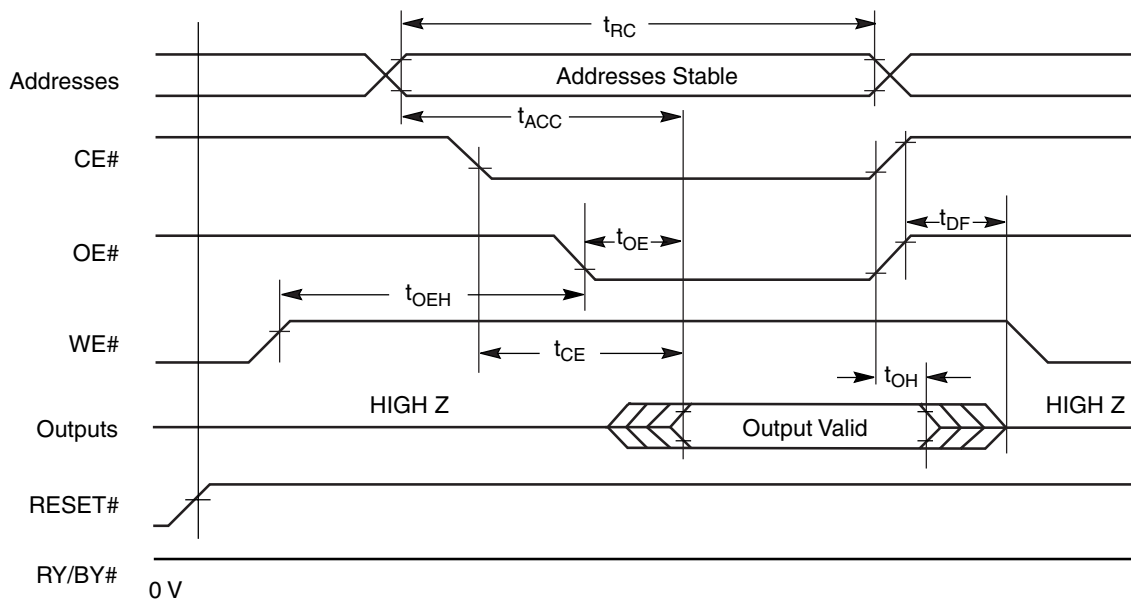 tRC
Addresses
Addresses Stable
tACC
CE#
tDF
OE#
tOE
tOEH
WE#
tCE
tOH
HIGH Z
HIGH Z
Outputs
Output Valid
RESET#
RY/BY#
0 V